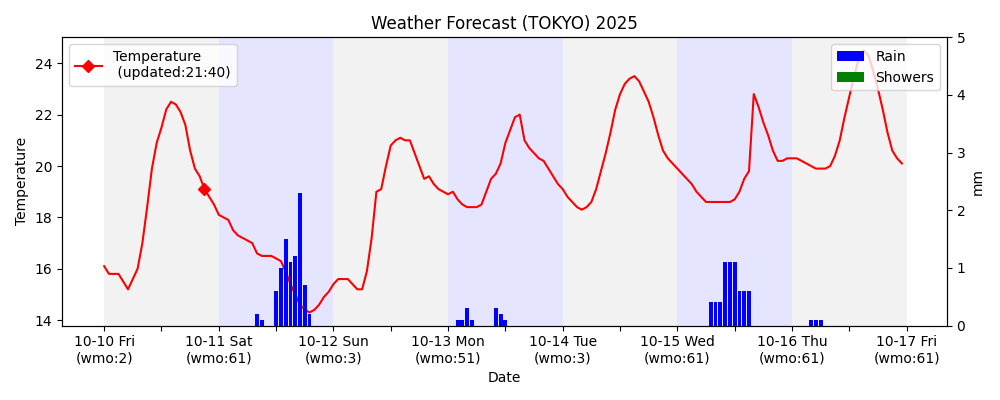 Weather Forecast (TOKYO) 2025
Temperature
(updated:21:40)
Rain
Showers
Temperature
24
22
20
18
16
14
5
4
3
2
1
0
mm
10-10 Fri
(wmo:2)
10-11 Sat
(wmo:61)
10-12 Sun
(wmo:3)
10-13 Mon
(wmo:51)
10-14 Tue
(wmo:3)
10-15 Wed
(wmo:61)
10-16 Thu
(wmo:61)
10-17 Fri
(wmo:61)
Date